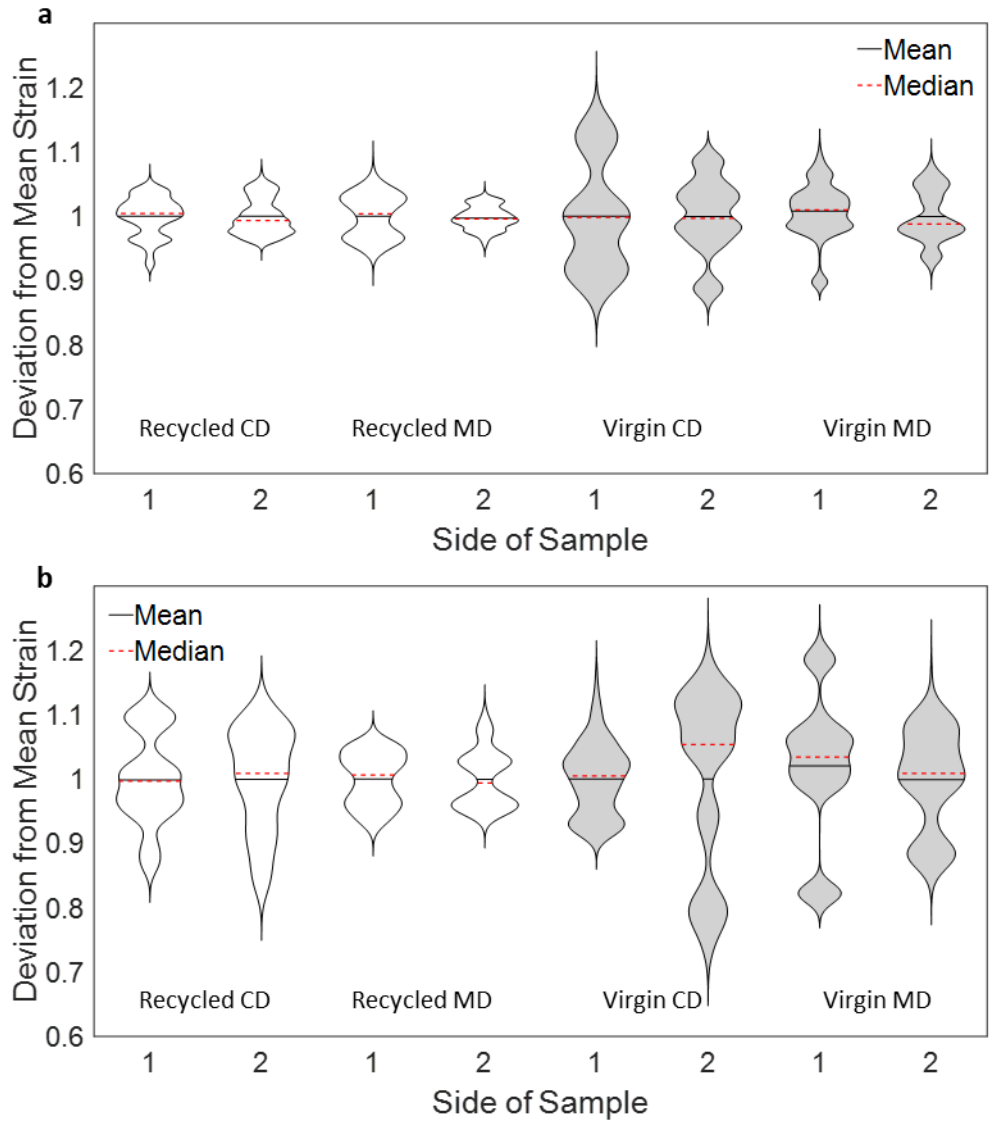 a
Deviation from Mean Strain
1.2
1.1
1
0.9
0.8
0.7
0.6
Mean
Median
Recycled CD Recycled MD Virgin CD Virgin MD
1 2 1 2 1 2 1 2
Side of Sample
b
Deviation from Mean Strain
1.2
1.1
1
0.9
0.8
0.7
0.6
Mean
Median
Recycled CD Recycled MD Virgin CD Virgin MD
1 2 1 2 1 2 1 2
Side of Sample